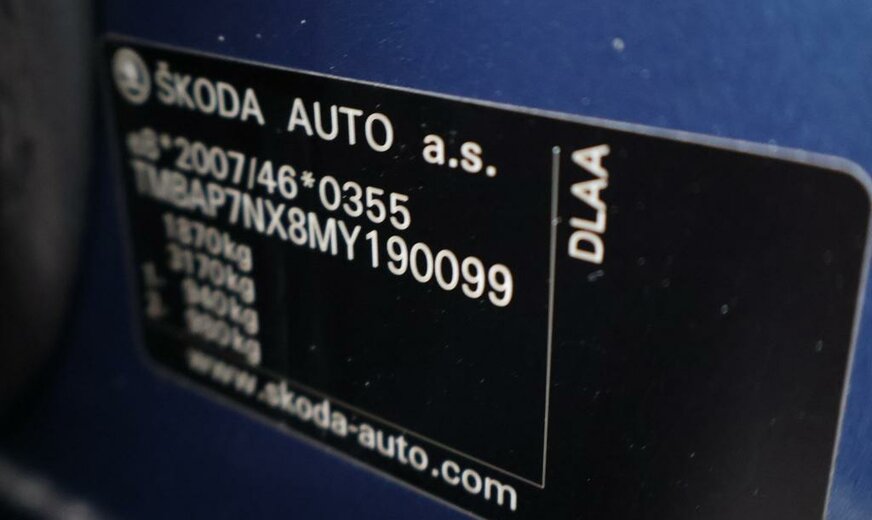 ŠKODA AUTO a.s.
e8*2007/46*0355
TMBAP7NX8MY190099
1870kg
3170kg
1. 940kg
2. 980kg
www.skoda-auto.com
DLAA